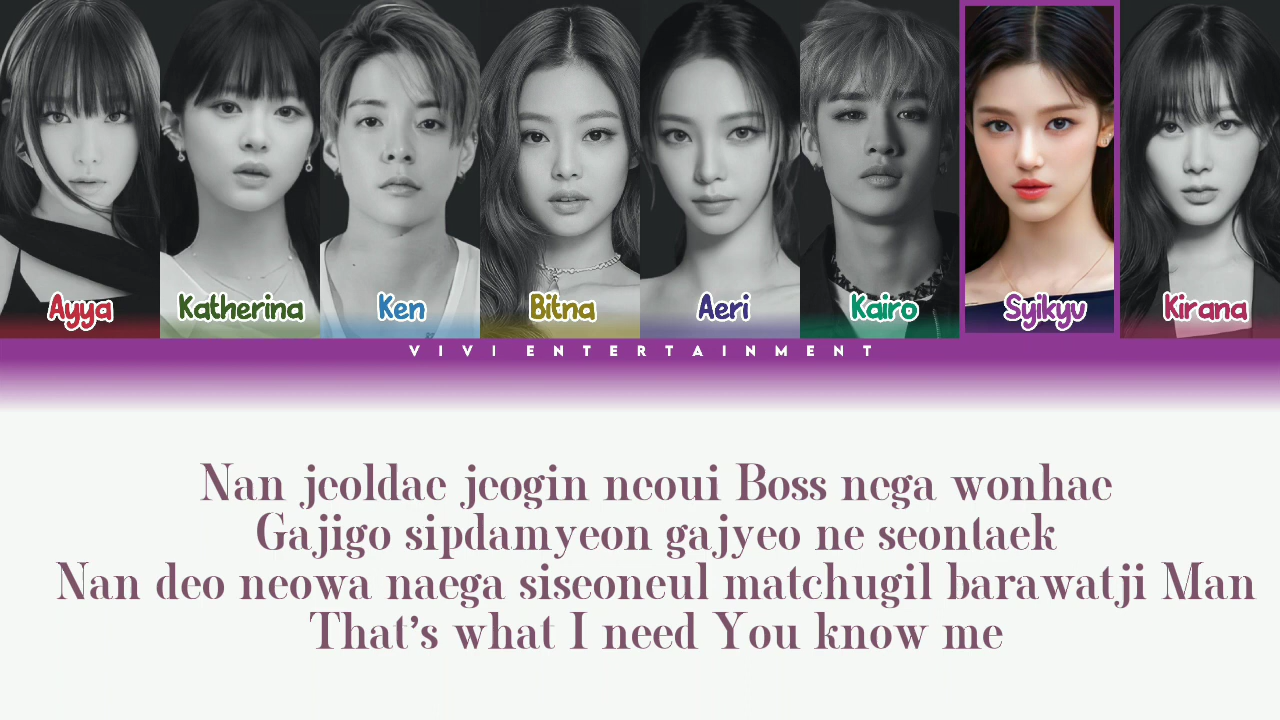 Ayya Katherina Ken Bitna Aeri Kairo Syikyu Kirana
VIVI ENTERTAINMENT
Nan jeoldae jeogin neoui Boss nega wonhae
Gajigo sipdamyeon gajyeo ne seontaek
Nan deo neowa naega siseoneul matchugil barawatji Man
That's what I need You know me